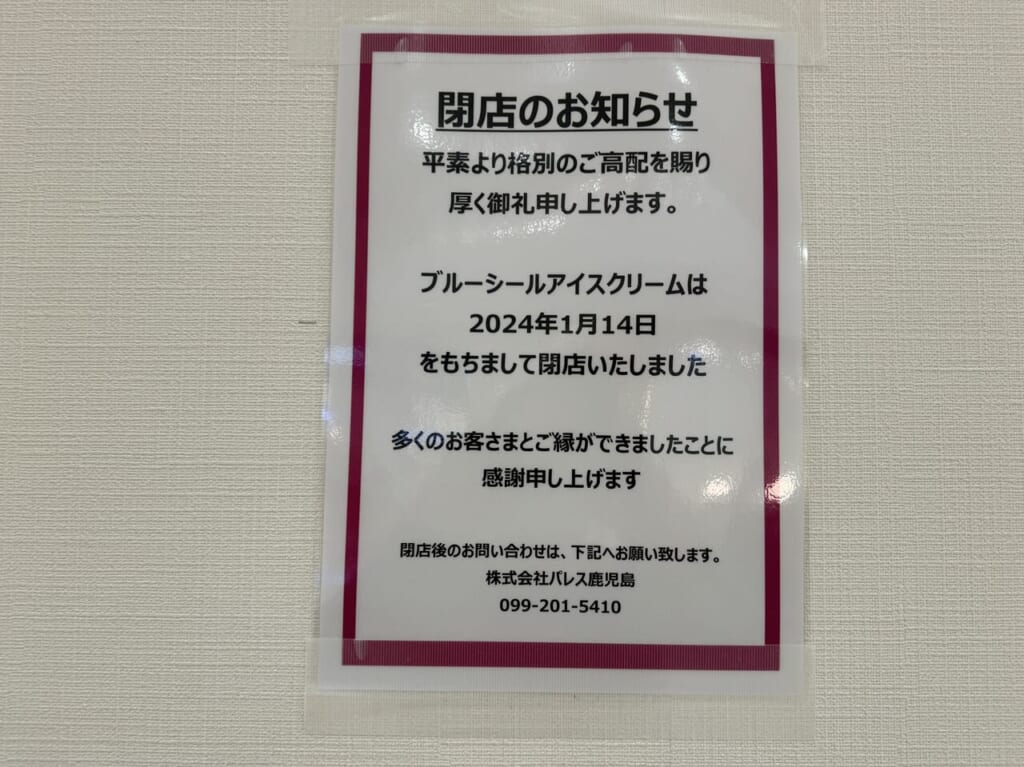 閉店のお知らせ
平素より格別のご高配を賜り
厚く御礼申し上げます。
ブルーシールアイスクリームは
2024年1月14日
をもちまして閉店いたしました
多くのお客さまとご縁ができましたことに
感謝申し上げます
閉店後のお問い合わせは、下記へお願い致します。
株式会社パレス鹿児島
099-201-5410